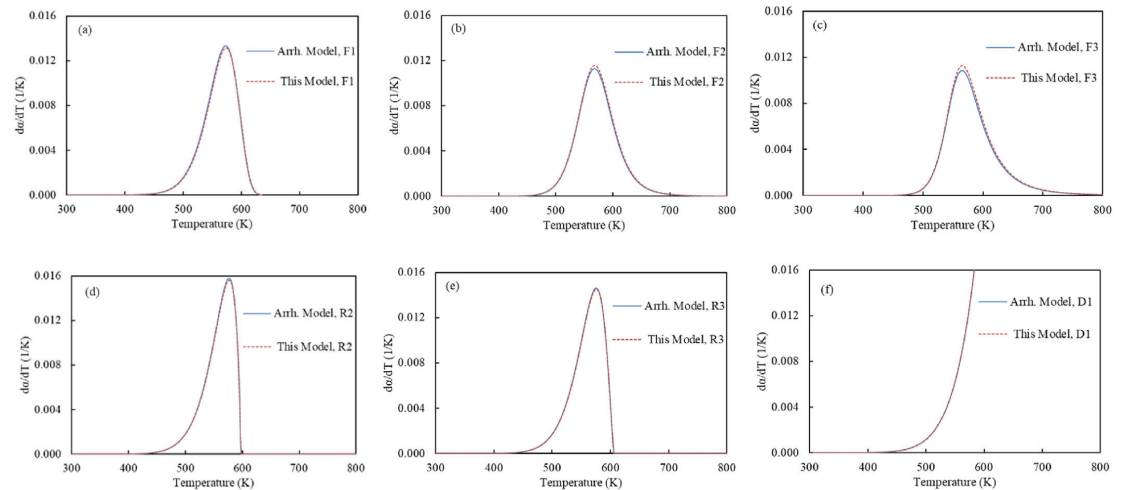 (a)
0.016
0.012
0.008
0.004
0.000
dα/dT (1/K)
Arrh. Model, F1
This Model, F1
300 400 500 600 700 800
Temperature (K)
(b)
0.016
0.012
0.008
0.004
0.000
dα/dT (1/K)
Arrh. Model, F2
This Model, F2
300 400 500 600 700 800
Temperature (K)
(c)
0.016
0.012
0.008
0.004
0.000
dα/dT (1/K)
Arrh. Model, F3
This Model, F3
300 400 500 600 700 800
Temperature (K)
(d)
0.016
0.012
0.008
0.004
0.000
dα/dT (1/K)
Arrh. Model, R2
This Model, R2
300 400 500 600 700 800
Temperature (K)
(e)
0.016
0.012
0.008
0.004
0.000
dα/dT (1/K)
Arrh. Model, R3
This Model, R3
300 400 500 600 700 800
Temperature (K)
(f)
0.016
0.012
0.008
0.004
0.000
dα/dT (1/K)
Arrh. Model, D1
This Model, D1
300 400 500 600 700 800
Temperature (K)